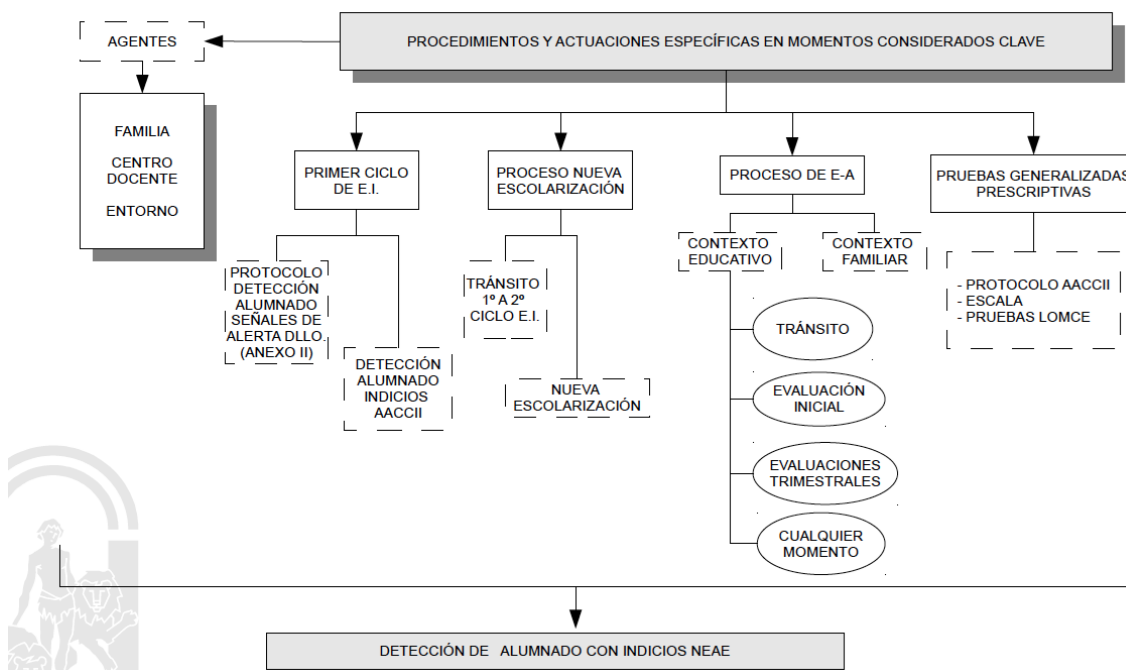 AGENTES
PROCEDIMIENTOS Y ACTUACIONES ESPECÍFICAS EN MOMENTOS CONSIDERADOS CLAVE
FAMILIA
CENTRO
DOCENTE
ENTORNO
PRIMER CICLO
DE E.I.
PROCESO NUEVA
ESCOLARIZACIÓN
PROCESO DE E-A
PRUEBAS GENERALIZADAS
PRESCRIPTIVAS
PROTOCOLO
DETECCIÓN
ALUMNADO
SEÑALES DE
ALERTA DLLO.
(ANEXO II)
DETECCIÓN
ALUMNADO
INDICIOS
AACCII
TRÁNSITO
1º A 2º
CICLO E.I.
NUEVA
ESCOLARIZACIÓN
CONTEXTO
EDUCATIVO
CONTEXTO
FAMILIAR
TRÁNSITO
EVALUACIÓN
INICIAL
EVALUACIONES
TRIMESTRALES
CUALQUIER
MOMENTO
- PROTOCOLO AACCII
- ESCALA
- PRUEBAS LOMCE
DETECCIÓN DE ALUMNADO CON INDICIOS NEAE